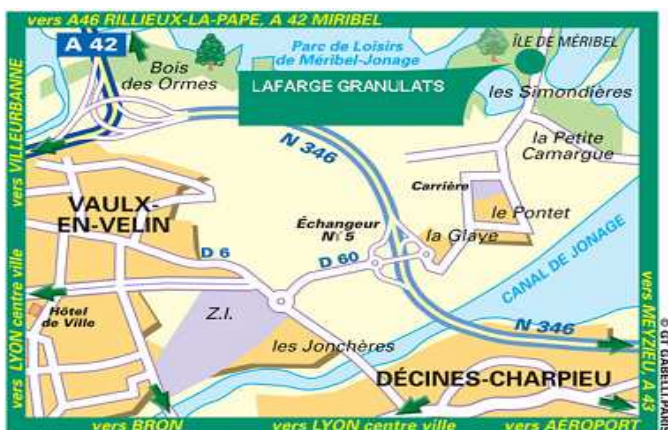 vers A46 RILLIEUX-LA-PAPE, A 42 MIRIBEL
A 42
Parc de Loisirs
de Méribel-Jonage
ÎLE DE MÉRIBEL
Bois
des Ormes
LAFARGE GRANULATS
les Simondières
vers VILLEURBANNE
N 346
la Petite
Camargue
Carrière
VAULX-
EN-VELIN
le Pontet
Échangeur
N° 5
la Glaye
CANAL DE JONAGE
D 6
D 60
vers LYON centre ville
Hôtel
de Ville
Z.I.
N 346
vers MEYZIEU, A 43
les Jonchères
DÉCINES-CHARPIEU
© GIT GABELLI PARIS
vers BRON
vers LYON centre ville
vers AÉROPORT